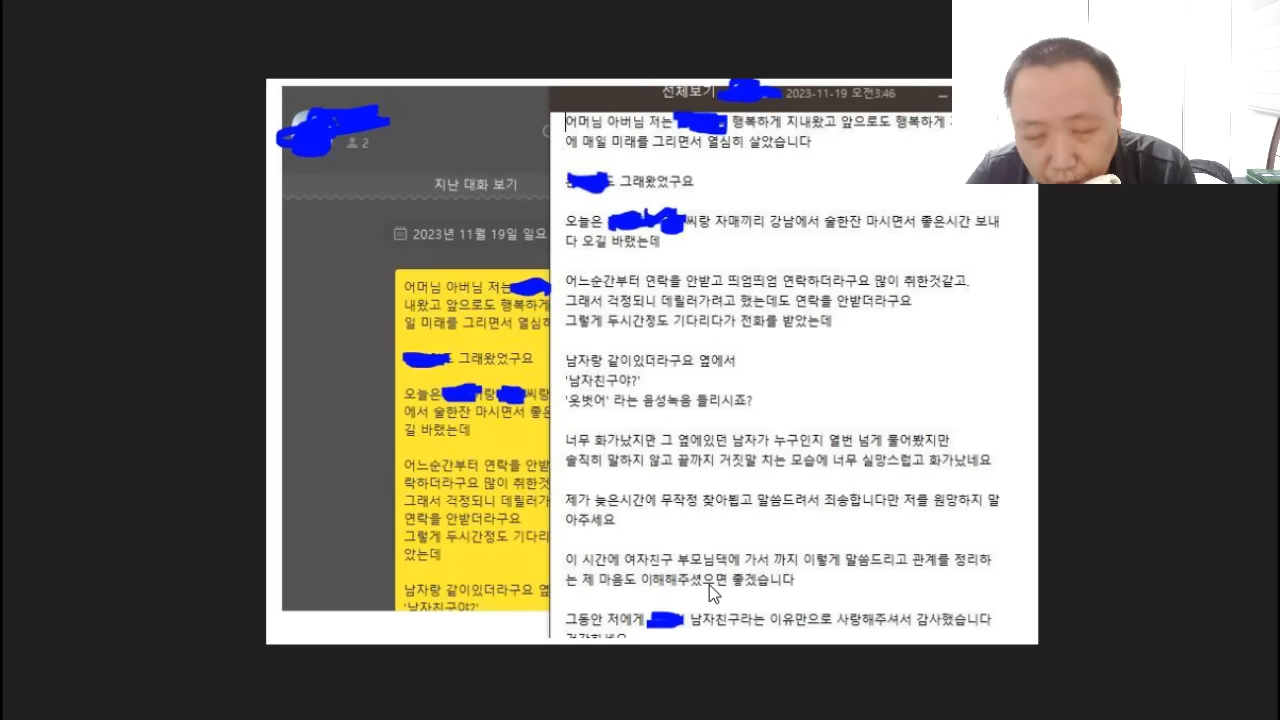 2
지난 대화 보기
2023년 11월 19일 일요
어머님 아버님 저는
내왔고 앞으로도 행복하게
일 미래를 그리면서 열심히
그래왔었구요
오늘은 랑 씨랑
에서 술한잔 마시면서 좋은
길 바랬는데
어느순간부터 연락을 안받
락하더라구요 많이 취한것
그래서 걱정되니 데릴러가
연락을 안받더라구요
그렇게 두시간정도 기다리
았는데
남자랑 같이있더라구요 옆
'남자친구야?'
전체보기 2023-11-19 오전3:46
어머님 아버님 저는 행복하게 지내왔고 앞으로도 행복하게
에 매일 미래를 그리면서 열심히 살았습니다
도 그래왔었구요
오늘은 씨랑 자매끼리 강남에서 술한잔 마시면서 좋은시간 보내
다 오길 바랬는데
어느순간부터 연락을 안받고 띄엄띄엄 연락하더라구요 많이 취한것같고.
그래서 걱정되니 데릴러가려고 했는데도 연락을 안받더라구요
그렇게 두시간정도 기다리다가 전화를 받았는데
남자랑 같이있더라구요 옆에서
'남자친구야?'
'옷벗어' 라는 음성녹음 들리시죠?
너무 화가났지만 그 옆에있던 남자가 누구인지 열번 넘게 물어봤지만
솔직히 말하지 않고 끝까지 거짓말 치는 모습에 너무 실망스럽고 화가났네요
제가 늦은시간에 무작정 찾아뵙고 말씀드려서 죄송합니다만 저를 원망하지 말
아주세요
이 시간에 여자친구 부모님댁에 가서 까지 이렇게 말씀드리고 관계를 정리하
는 제 마음도 이해해주셨으면 좋겠습니다
그동안 저에게 남자친구라는 이유만으로 사랑해주셔서 감사했습니다